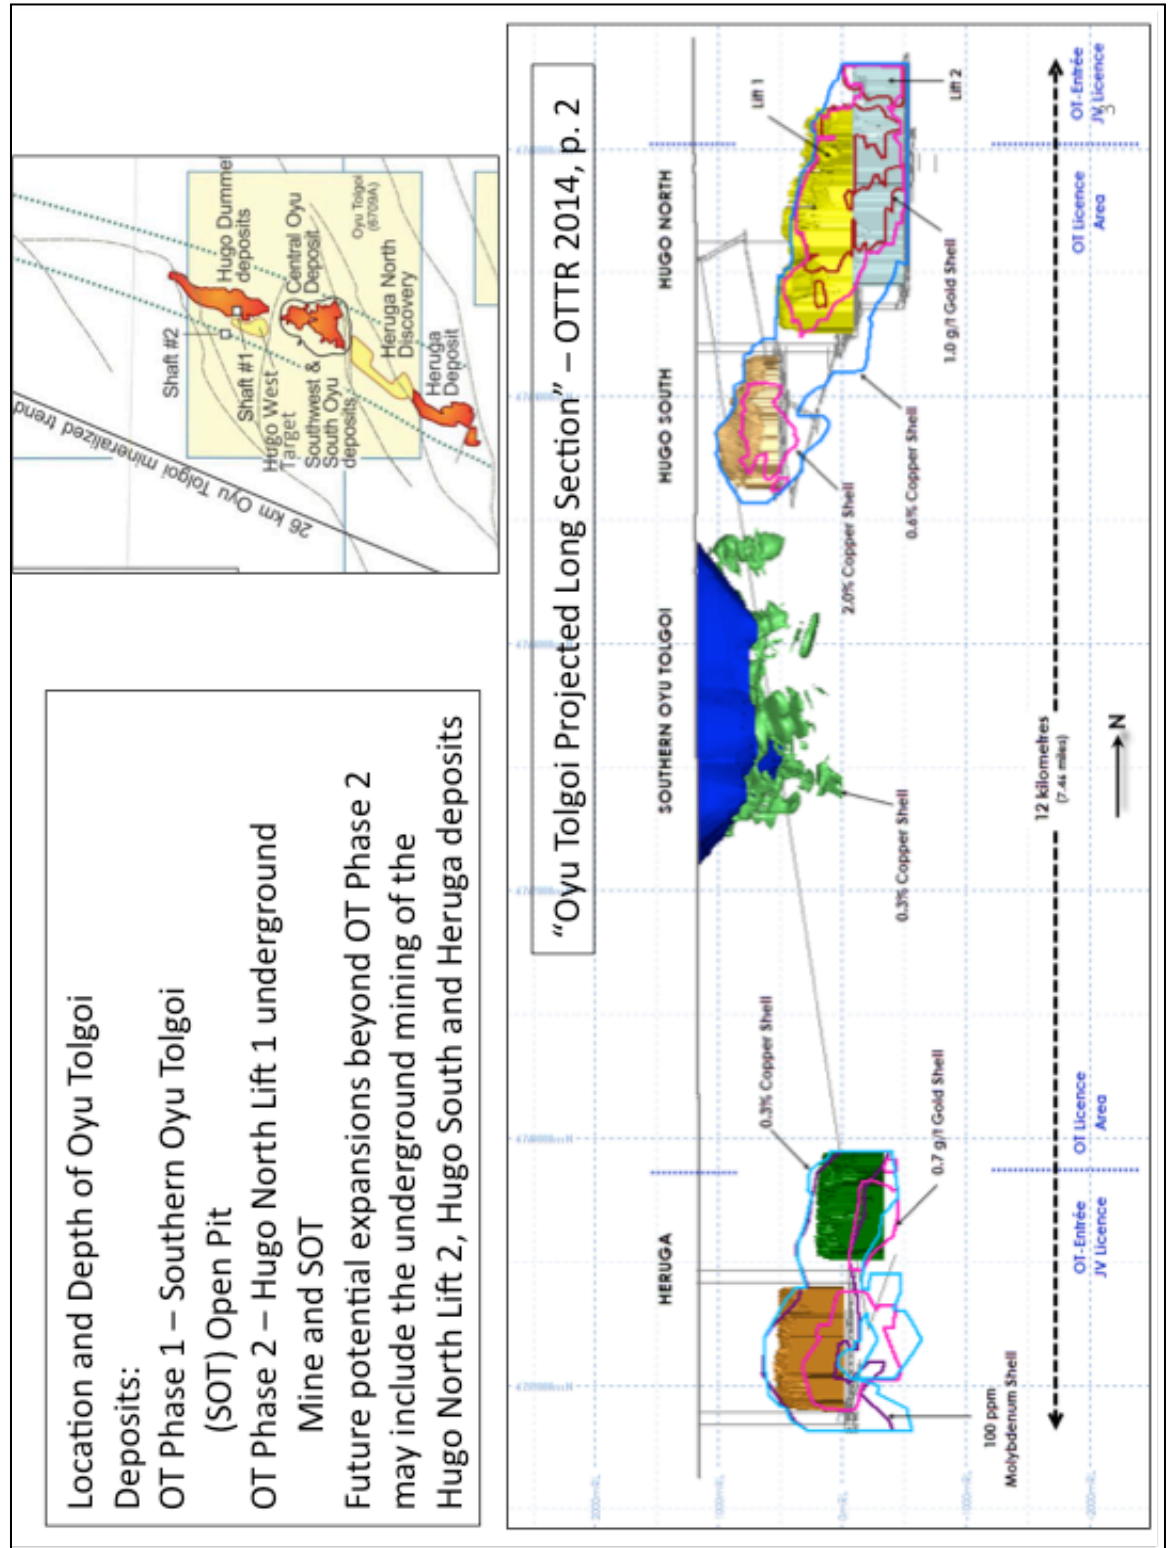 Location and Depth of Oyu Tolgoi
Deposits:
OT Phase 1 – Southern Oyu Tolgoi
(SOT) Open Pit
OT Phase 2 – Hugo North Lift 1 underground
Mine and SOT
Future potential expansions beyond OT Phase 2
may include the underground mining of the
Hugo North Lift 2, Hugo South and Heruga deposits
26 km Oyu Tolgoi mineralized trend
Shaft #2
Hugo Dumme
deposits
Shaft #1
Hugo West
Target
Central Oyu
Deposit
Southwest &
South Oyu
deposits
Oyu Tolgoi
(6709A)
Heruga North
Discovery
Heruga
Deposit
“Oyu Tolgoi Projected Long Section” – OTTR 2014, p. 2
HERUGA
SOUTHERN OYU TOLGOI
HUGO SOUTH
HUGO NORTH
Lift 1
Lift 2
0.3% Copper Shell
0.7 g/t Gold Shell
100 ppm
Molybdenum Shell
0.3% Copper Shell
2.0% Copper Shell
0.6% Copper Shell
1.0 g/t Gold Shell
OT-Entrée
JV Licence
OT Licence
Area
OT Licence
Area
OT-Entrée
JV Licence
3
12 kilometres
(7.46 miles)
N